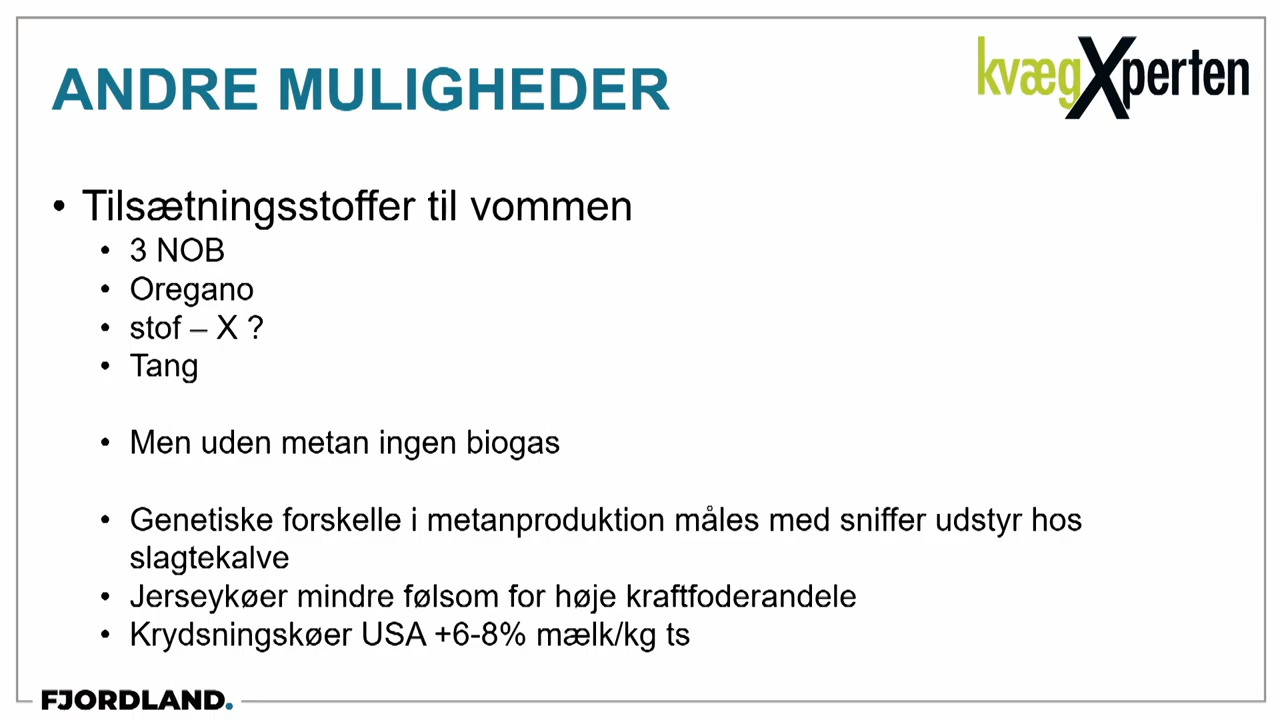 ANDRE MULIGHEDER
kvægXperten
• Tilsætningsstoffer til vommen
• 3 NOB
• Oregano
• stof – X ?
• Tang
• Men uden metan ingen biogas
• Genetiske forskelle i metanproduktion måles med sniffer udstyr hos
slagtekalve
• Jerseykøer mindre følsom for høje kraftfoderandele
• Krydsningskøer USA +6-8% mælk/kg ts
FJORDLAND.